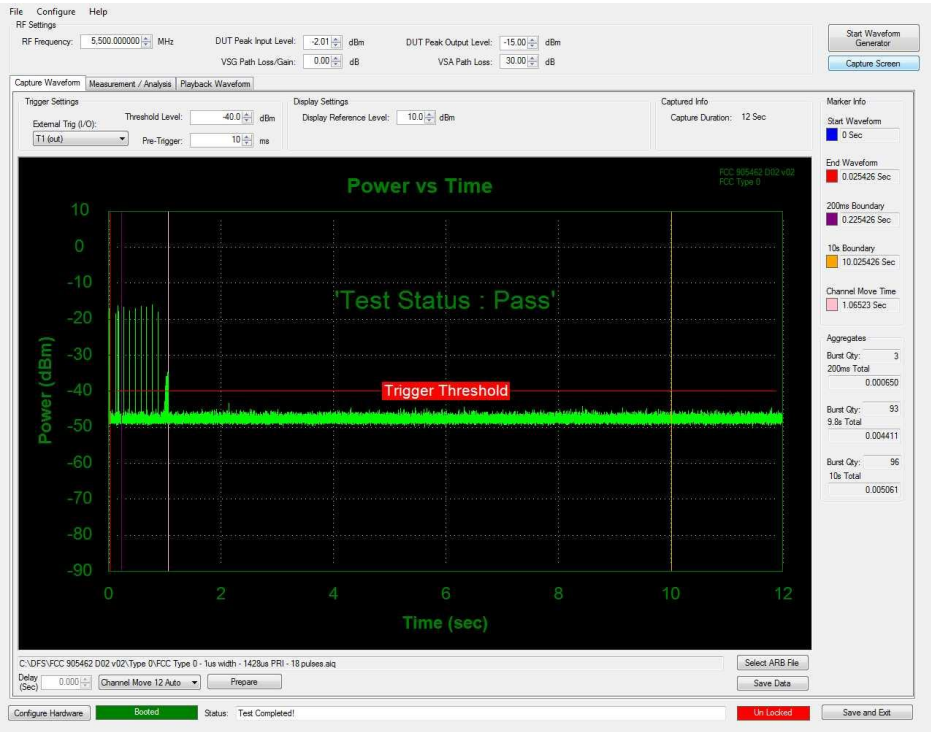 File Configure Help
RF Settings
RF Frequency: 5,500.000000 MHz DUT Peak Input Level: -2.01 dBm DUT Peak Output Level: -15.00 dBm
VSG Path Loss/Gain: 0.00 dB VSA Path Loss: 30.00 dB
Start Waveform
Generator
Capture Screen
Capture Waveform Measurement / Analysis Playback Waveform
Trigger Settings
External Trig (I/O):
T1 (out)
Threshold Level: -40.0 dBm
Pre-Trigger: 10 ms
Display Settings
Display Reference Level: 10.0 dBm
Captured Info
Capture Duration: 12 Sec
Power vs Time
FCC 905462 D02 v02
FCC Type 0
'Test Status : Pass'
Trigger Threshold
Power (dBm)
10
0
-10
-20
-30
-40
-50
-60
-70
-80
-90
0 2 4 6 8 10 12
Time (sec)
Marker Info
Start Waveform
0 Sec
End Waveform
0.025426 Sec
200ms Boundary
0.225426 Sec
10s Boundary
10.025426 Sec
Channel Move Time
1.06523 Sec
Aggregates
Burst Qty: 3
200ms Total
0.000650
Burst Qty: 93
9.8s Total
0.004411
Burst Qty: 96
10s Total
0.005061
C:\DFS\FCC 905462 D02 v02\Type 0\FCC Type 0 - 1us width - 1428us PRI - 18 pulses.aiq
Select ARB File
Delay
(Sec) 0.000 Channel Move 12 Auto Prepare
Save Data
Configure Hardware Booted Status: Test Completed! Un Locked Save and Exit